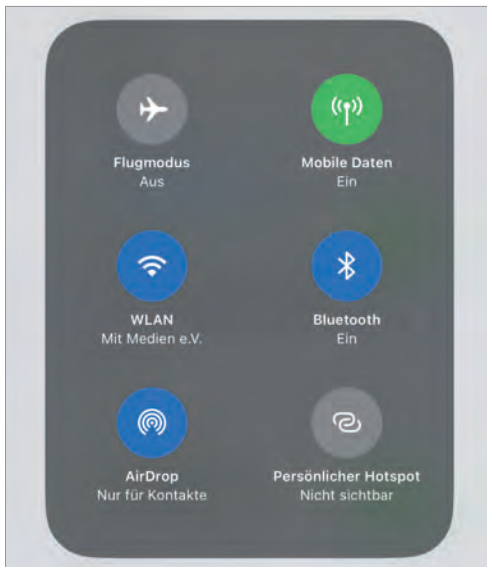 Flugmodus
Aus
Mobile Daten
Ein
WLAN
Mit Medien e.V.
Bluetooth
Ein
AirDrop
Nur für Kontakte
Persönlicher Hotspot
Nicht sichtbar